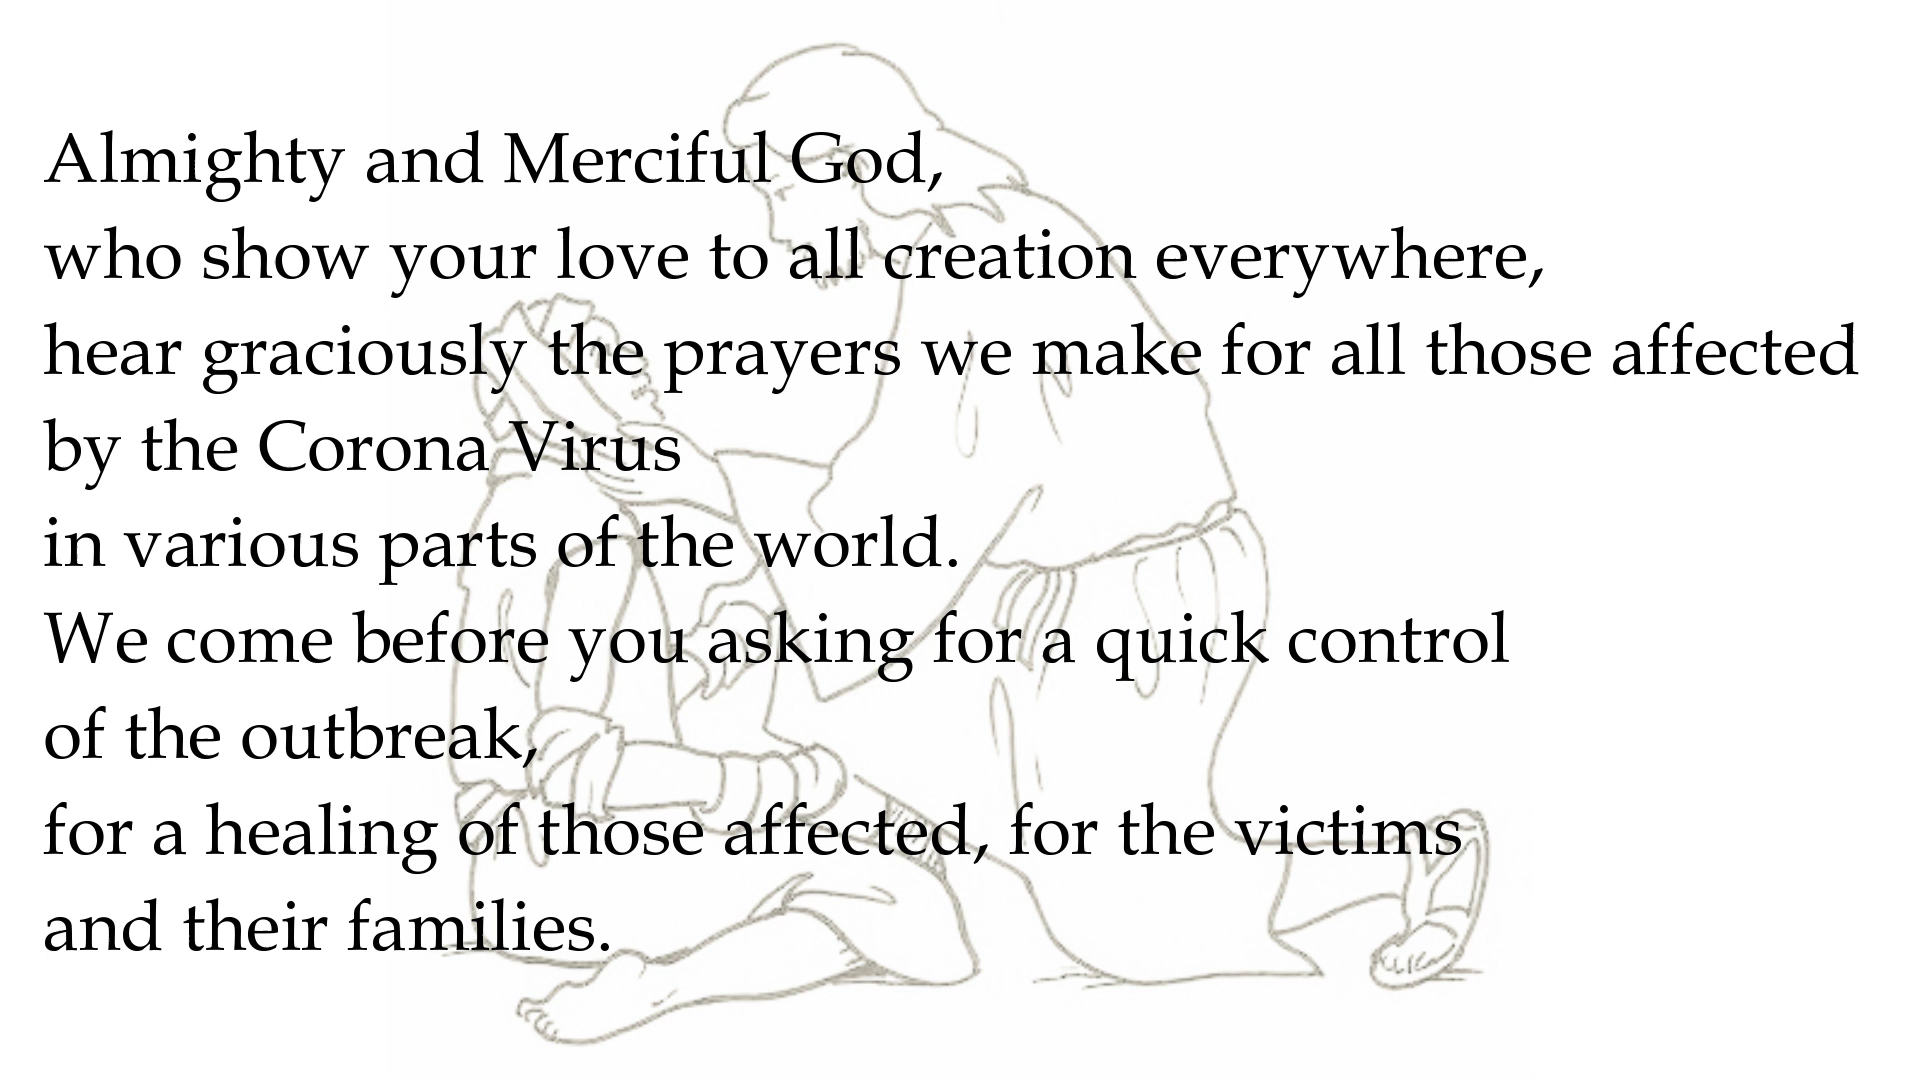 Almighty and Merciful God,
who show your love to all creation everywhere,
hear graciously the prayers we make for all those affected
by the Corona Virus
in various parts of the world.
We come before you asking for a quick control
of the outbreak,
for a healing of those affected, for the victims
and their families.